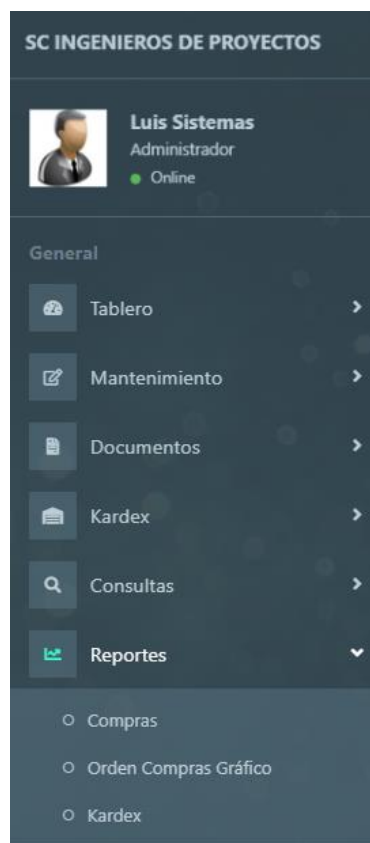 SC INGENIEROS DE PROYECTOS
Luis Sistemas
Administrador
Online
General
Tablero
Mantenimiento
Documentos
Kardex
Consultas
Reportes
Compras
Orden Compras Gráfico
Kardex